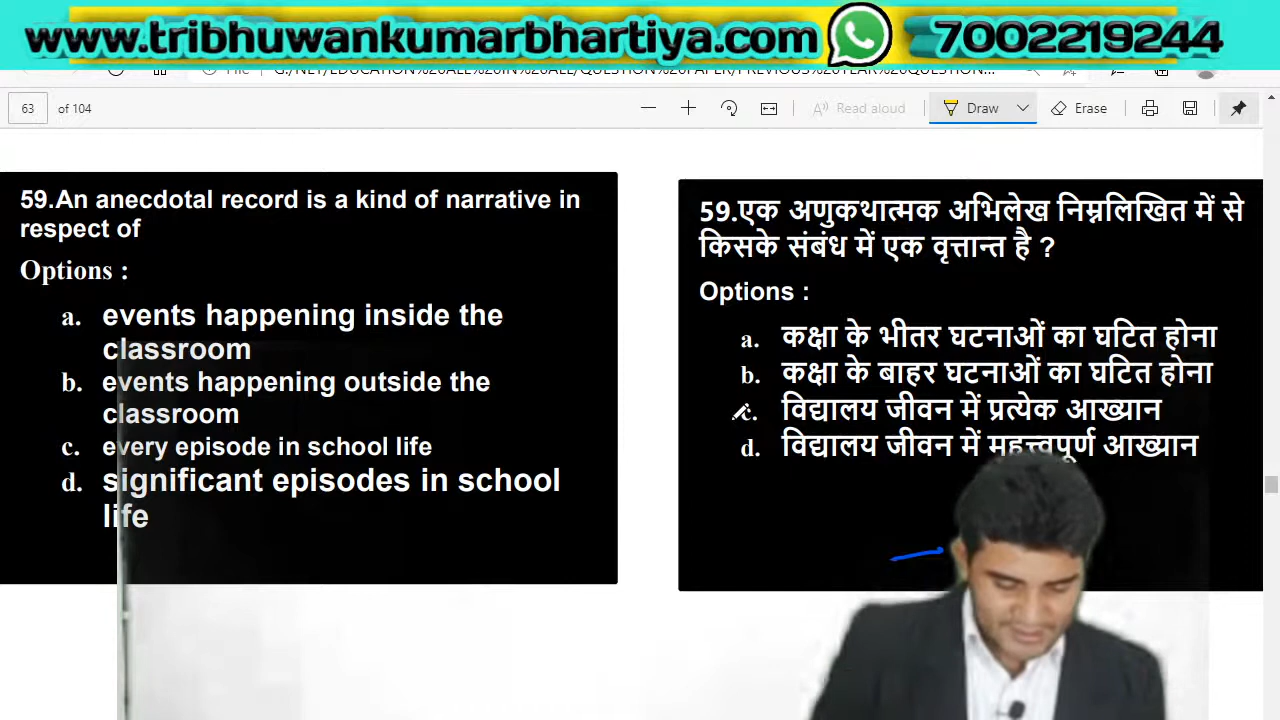 www.tribhuwankumarbhartiya.com 7002219244
63 of 104 Read aloud Draw Erase
59.An anecdotal record is a kind of narrative in
respect of
Options :
a. events happening inside the
classroom
b. events happening outside the
classroom
c. every episode in school life
d. significant episodes in school
life
59.एक अणुकथात्मक अभिलेख निम्नलिखित में से
किसके संबंध में एक वृत्तान्त है ?
Options :
a. कक्षा के भीतर घटनाओं का घटित होना
b. कक्षा के बाहर घटनाओं का घटित होना
c. विद्यालय जीवन में प्रत्येक आख्यान
d. विद्यालय जीवन में महत्त्वपूर्ण आख्यान